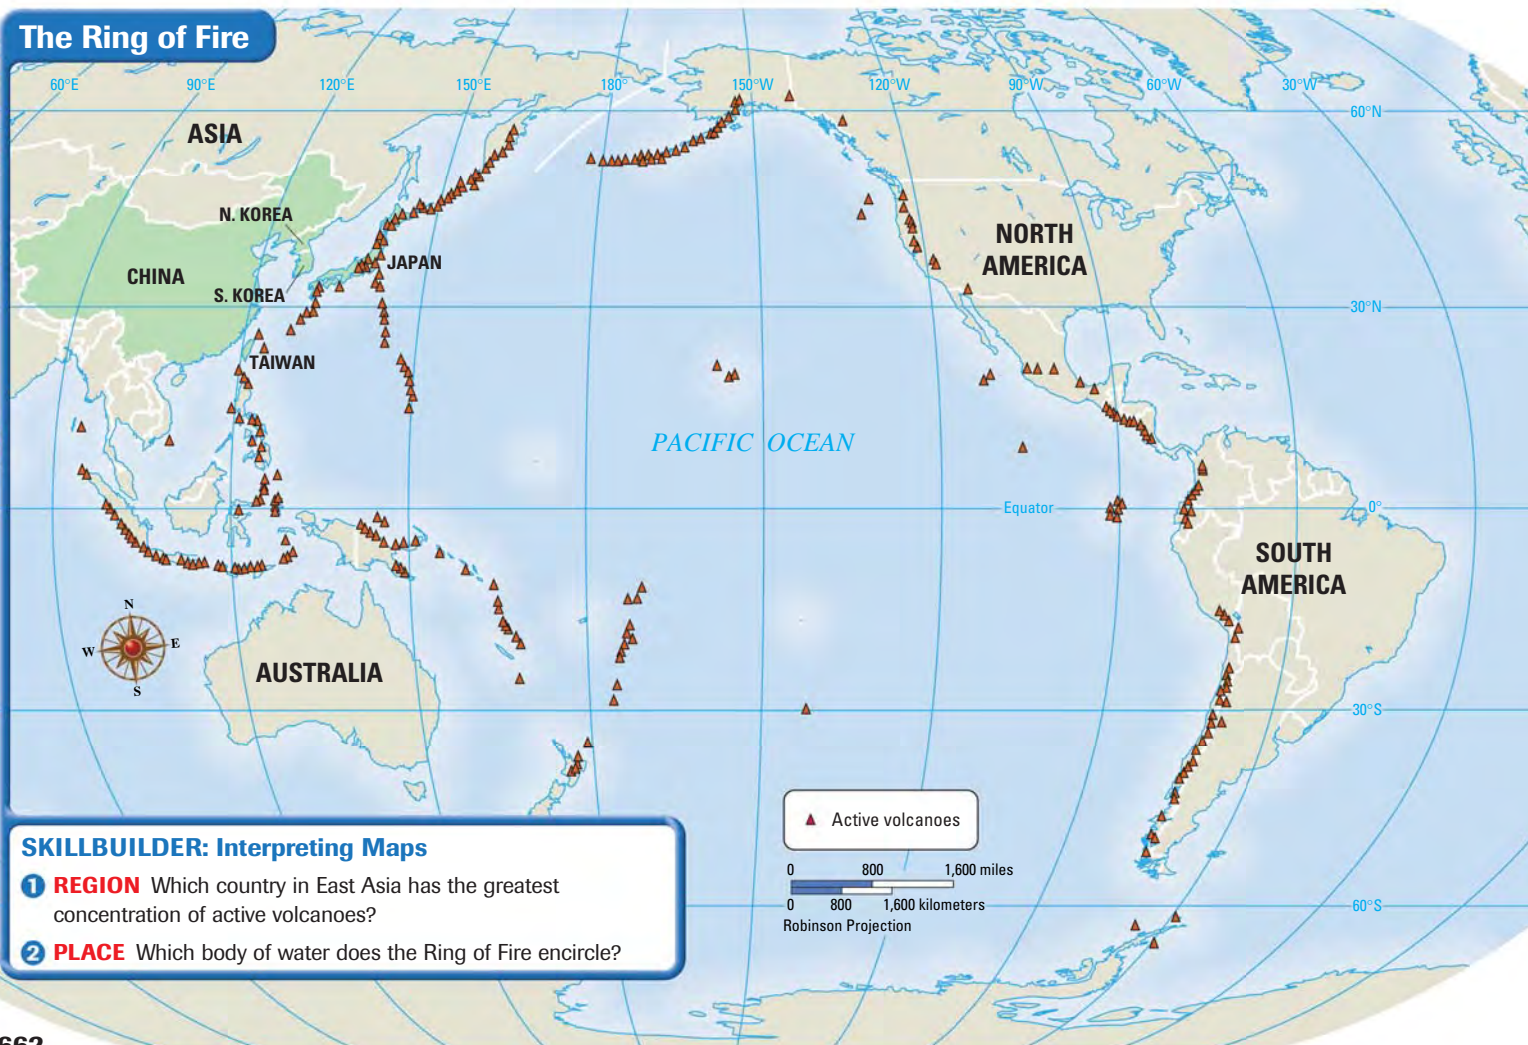 The Ring of Fire
60°E
90°E
120°E
150°E
180°
150°W
120°W
90°W
60°W
30°W
60°N
ASIA
N. KOREA
NORTH
AMERICA
JAPAN
CHINA
S. KOREA
30°N
TAIWAN
PACIFIC OCEAN
Equator
0°
SOUTH
AMERICA
N
W
E
S
AUSTRALIA
30°S
Active volcanoes
0 800 1,600 miles
0 800 1,600 kilometers
Robinson Projection
60°S
SKILLBUILDER: Interpreting Maps
1 REGION Which country in East Asia has the greatest
concentration of active volcanoes?
2 PLACE Which body of water does the Ring of Fire encircle?
662